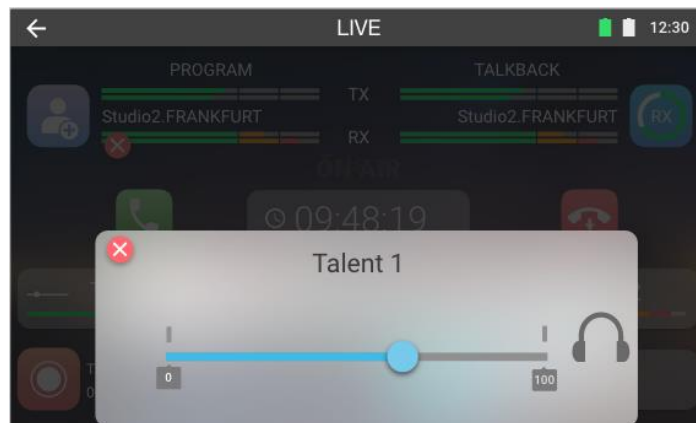 LIVE
12:30
PROGRAM
TALKBACK
TX
Studio2.FRANKFURT
Studio2.FRANKFURT
RX
RX
ON AIR
09:48:19
Talent 1
0
100
T
0